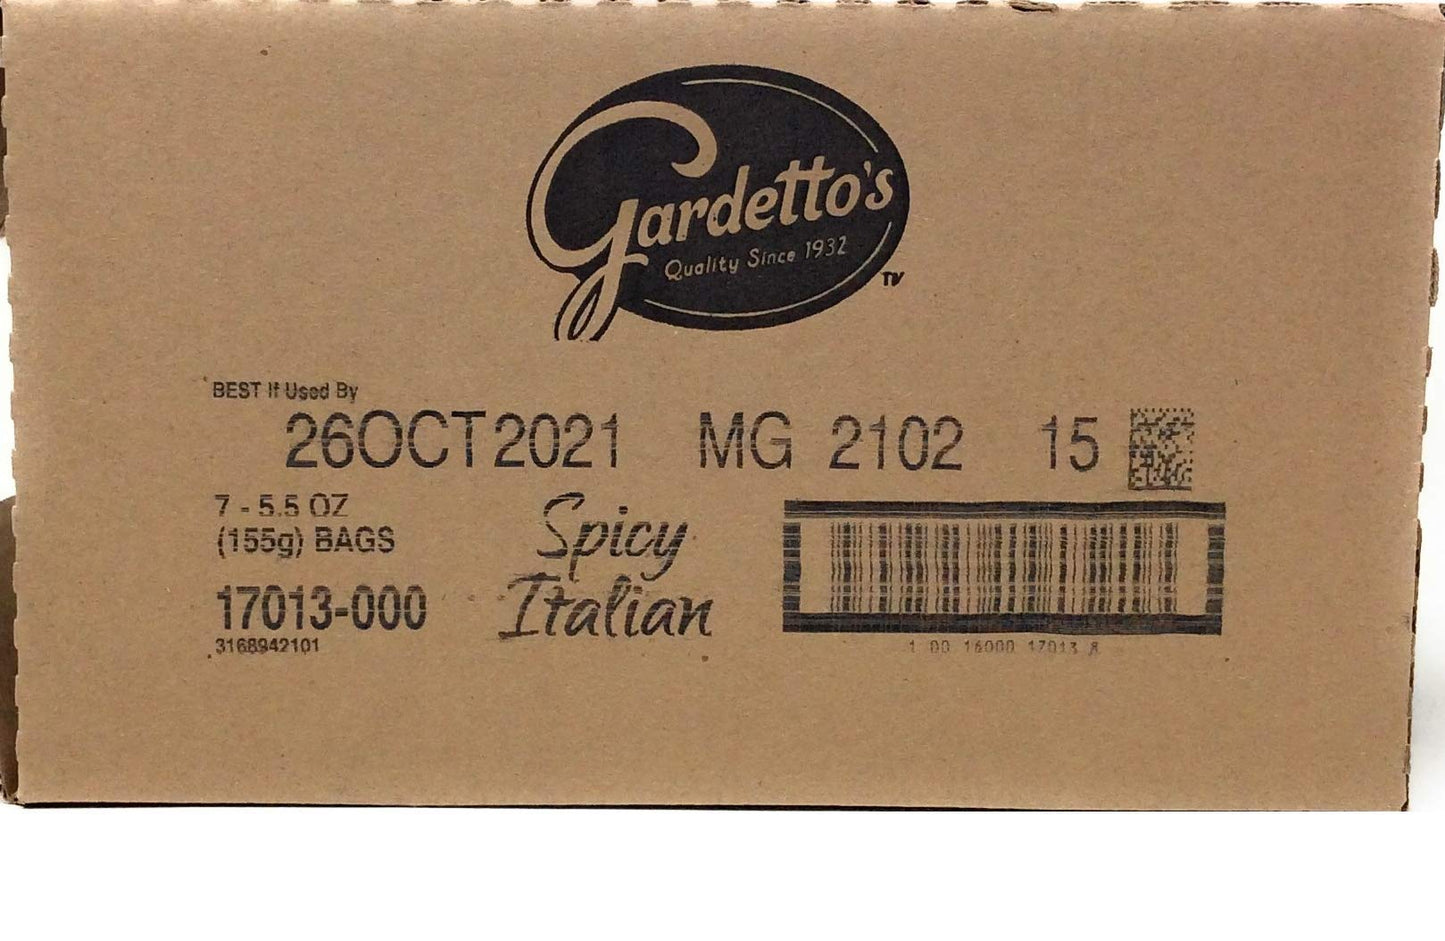 Gardetto's
Quality Since 1932
TM
BEST If Used By
26OCT2021 MG 2102 15
7 - 5.5 OZ
(155g) BAGS
17013-000
3168942101
Spicy
Italian
1 00 16000 17013 8